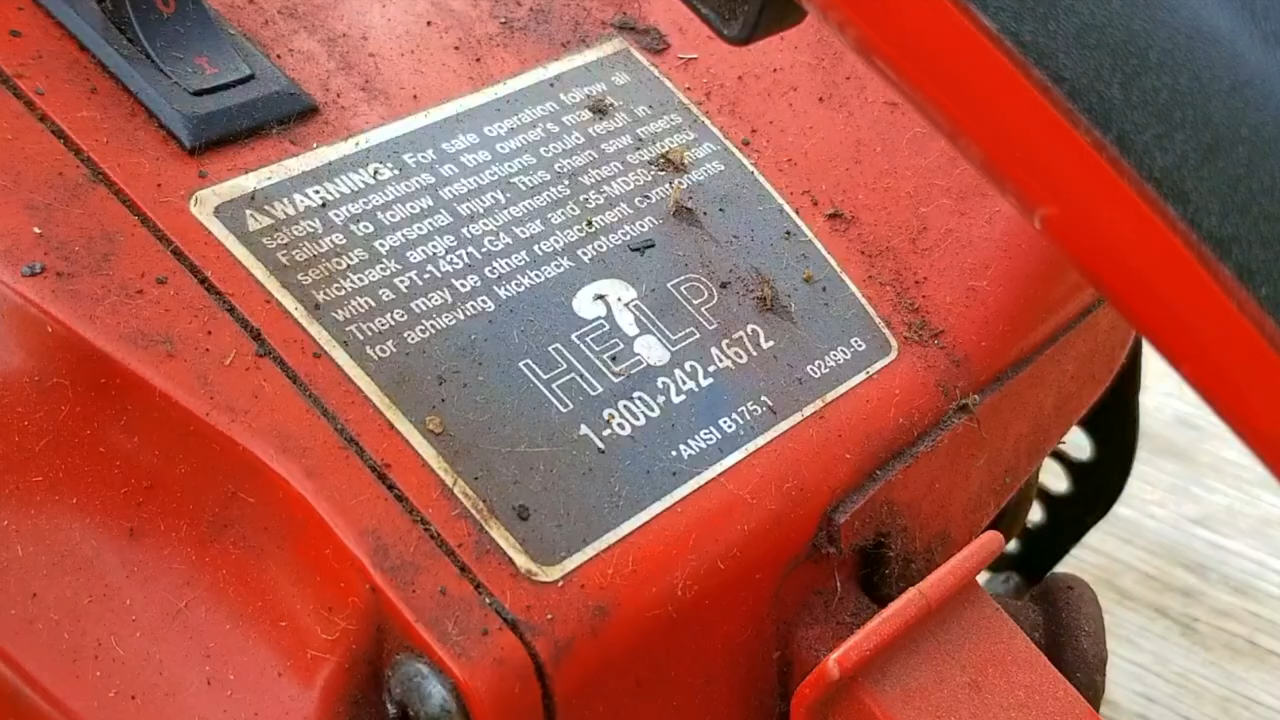 O
I
WARNING: For safe operation follow all
safety precautions in the owner's manual.
Failure to follow instructions could result in
serious personal injury. This chain saw meets
kickback angle requirements* when equipped
with a PT-14371-G4 bar and 35-MD50- chain.
There may be other replacement components
for achieving kickback protection.
HELP
?
1-800-242-4672
*ANSI B175.1
02490-B